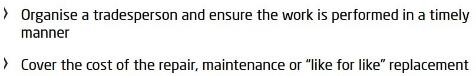 › Organise a tradesperson and ensure the work is performed in a timely
manner
› Cover the cost of the repair, maintenance or “like for like” replacement